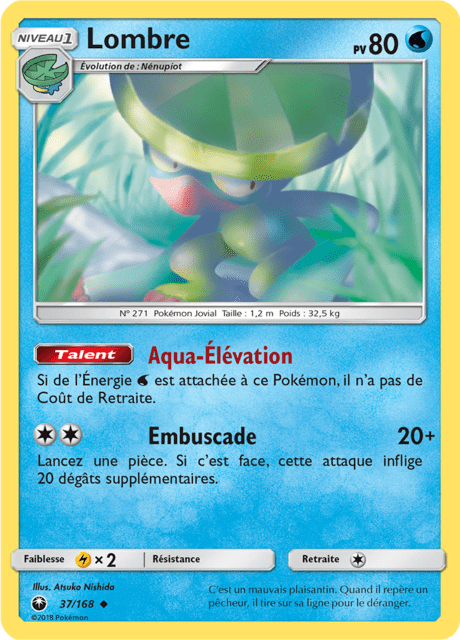 NIVEAU 1
Lombre
PV 80
Évolution de : Nénupiot
N° 271 Pokémon Jovial Taille : 1,2 m Poids : 32,5 kg
Talent Aqua-Élévation
Si de l'Énergie est attachée à ce Pokémon, il n'a pas de
Coût de Retraite.
Embuscade 20+
Lancez une pièce. Si c'est face, cette attaque inflige
20 dégâts supplémentaires.
Faiblesse ×2 Résistance Retraite
Illus. Atsuko Nishida
37/168
©2018 Pokémon
C'est un mauvais plaisantin. Quand il repère un
pêcheur, il tire sur sa ligne pour le déranger.